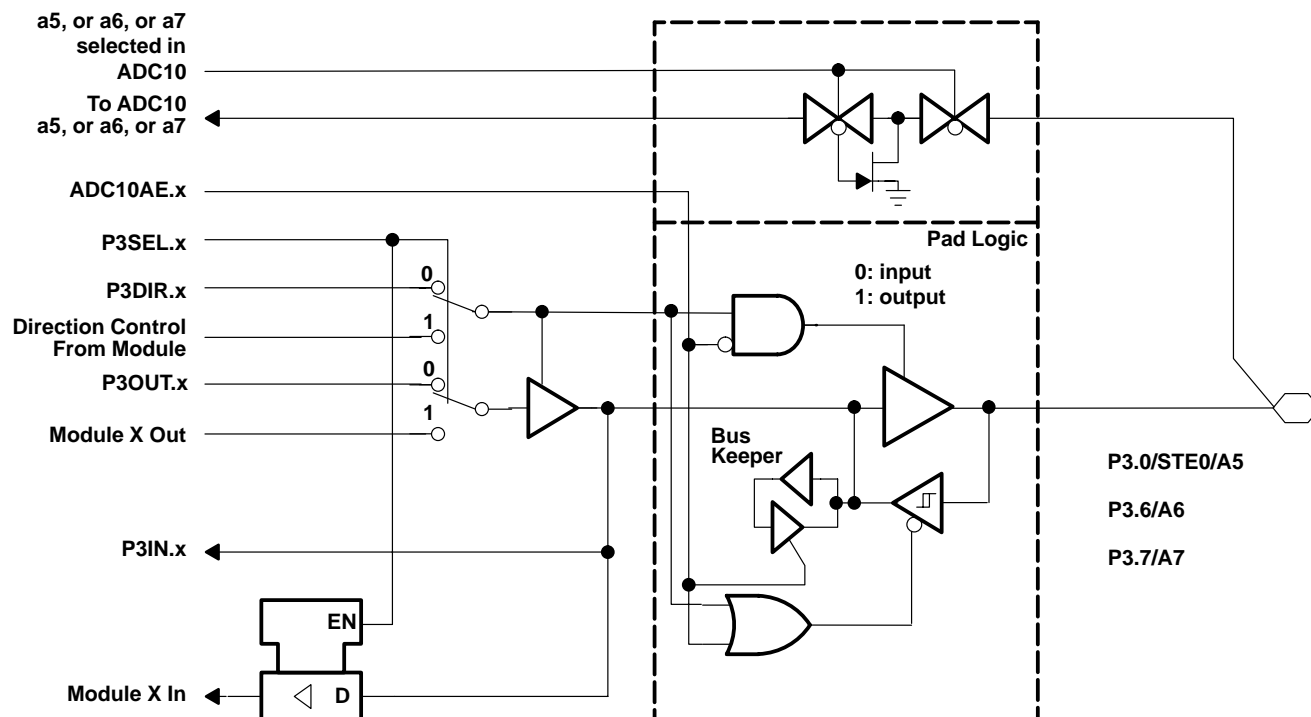 a5, or a6, or a7
selected in
ADC10
To ADC10
a5, or a6, or a7
ADC10AE.x
P3SEL.x
Pad Logic
0: input
1: output
0
P3DIR.x
1
Direction Control
From Module
0
P3OUT.x
1
Module X Out
Bus
Keeper
P3.0/STE0/A5
P3.6/A6
P3.7/A7
P3IN.x
EN
D
Module X In